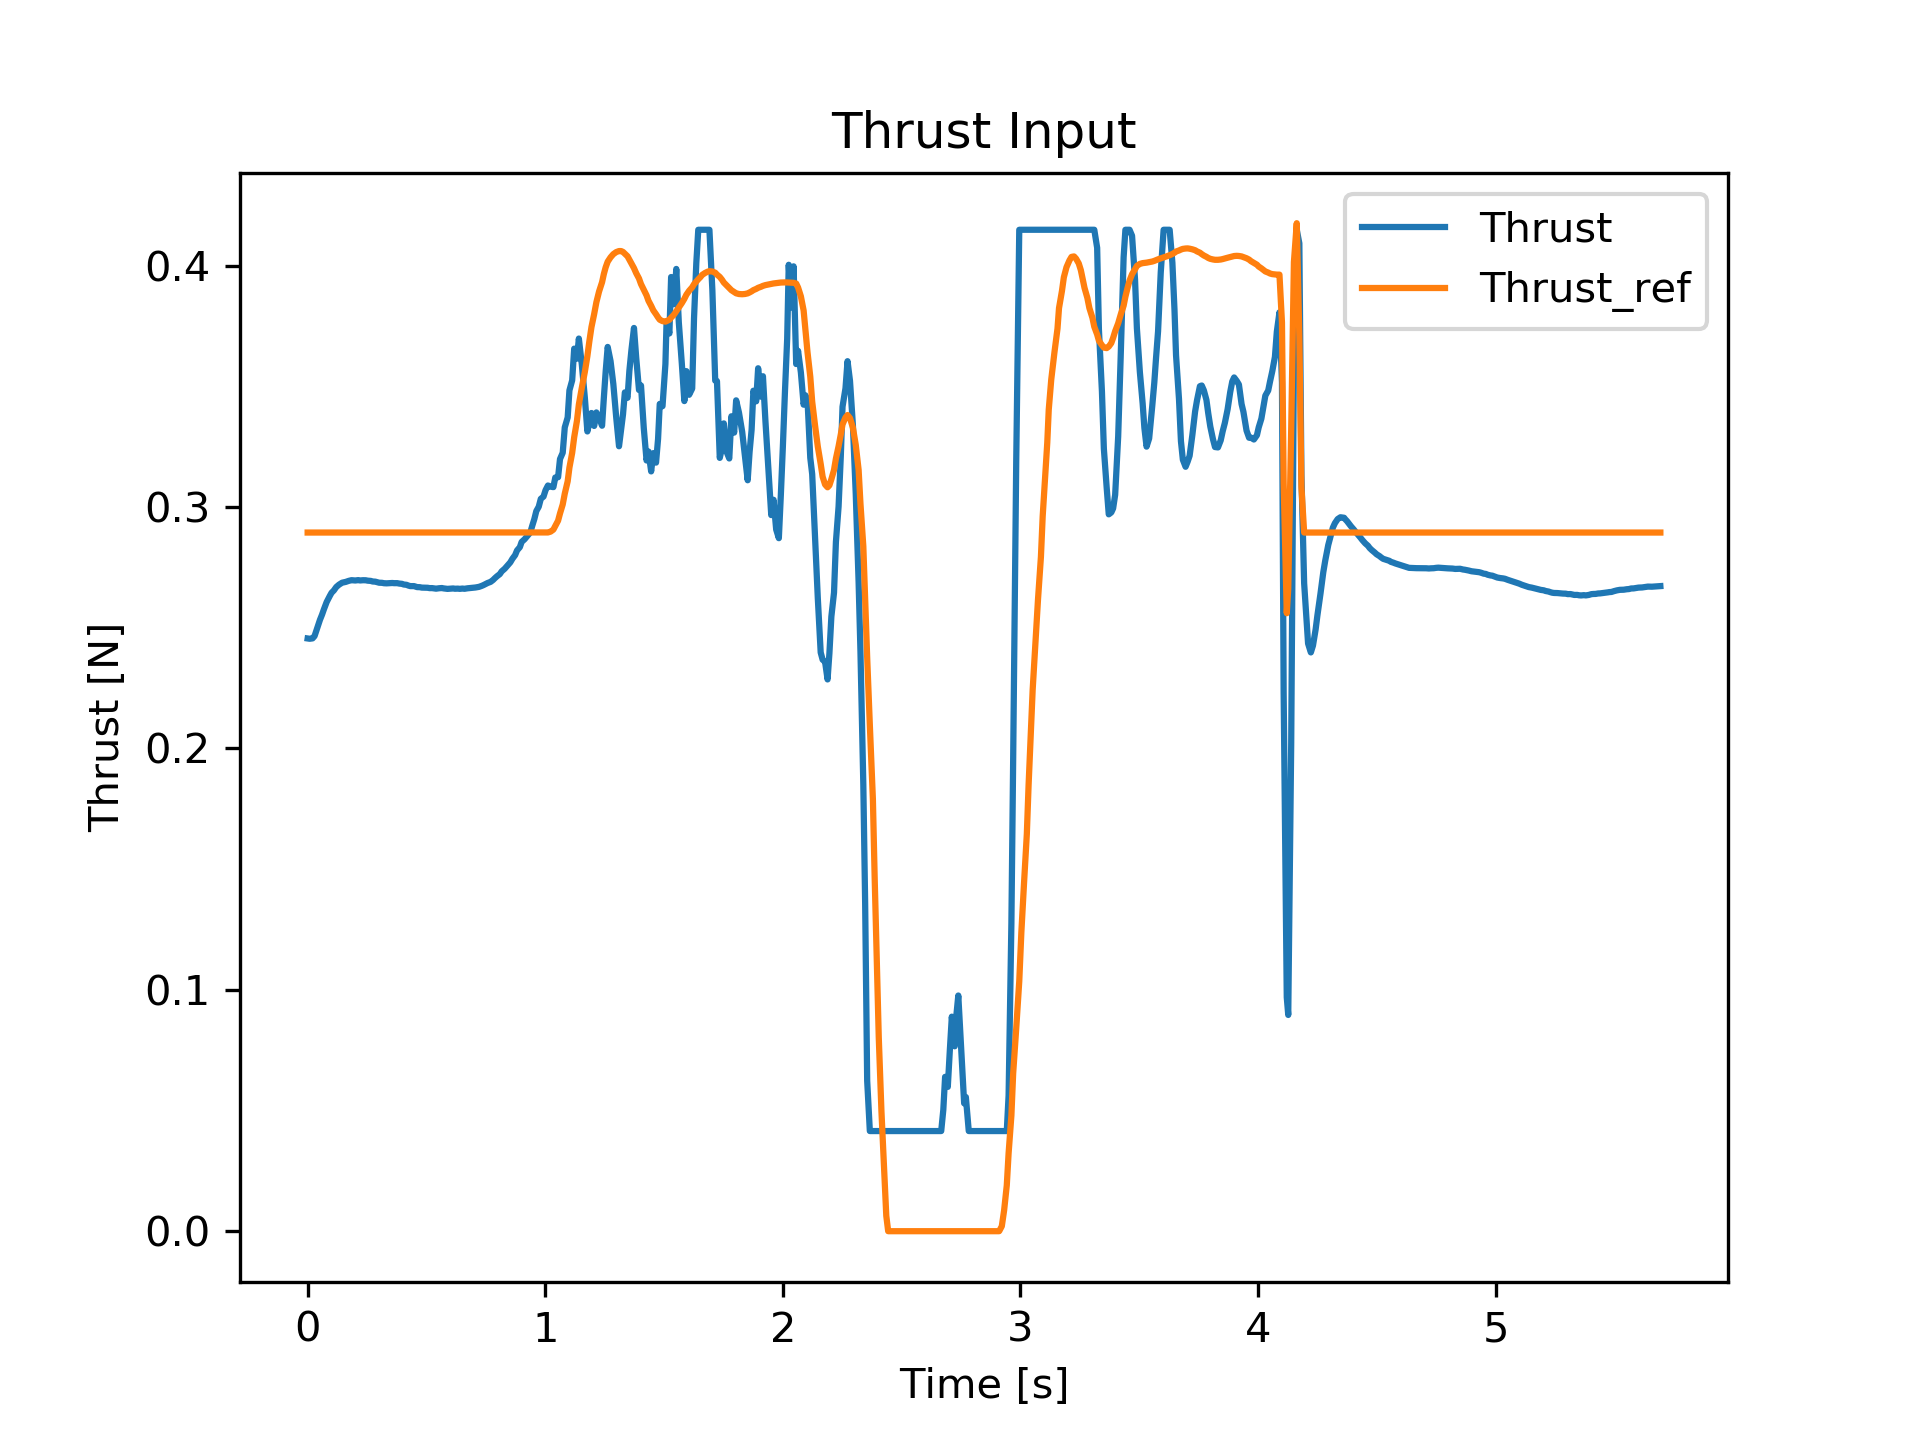 Thrust Input
Thrust
Thrust_ref
0.4
0.3
0.2
0.1
0.0
Thrust [N]
0 1 2 3 4 5
Time [s]